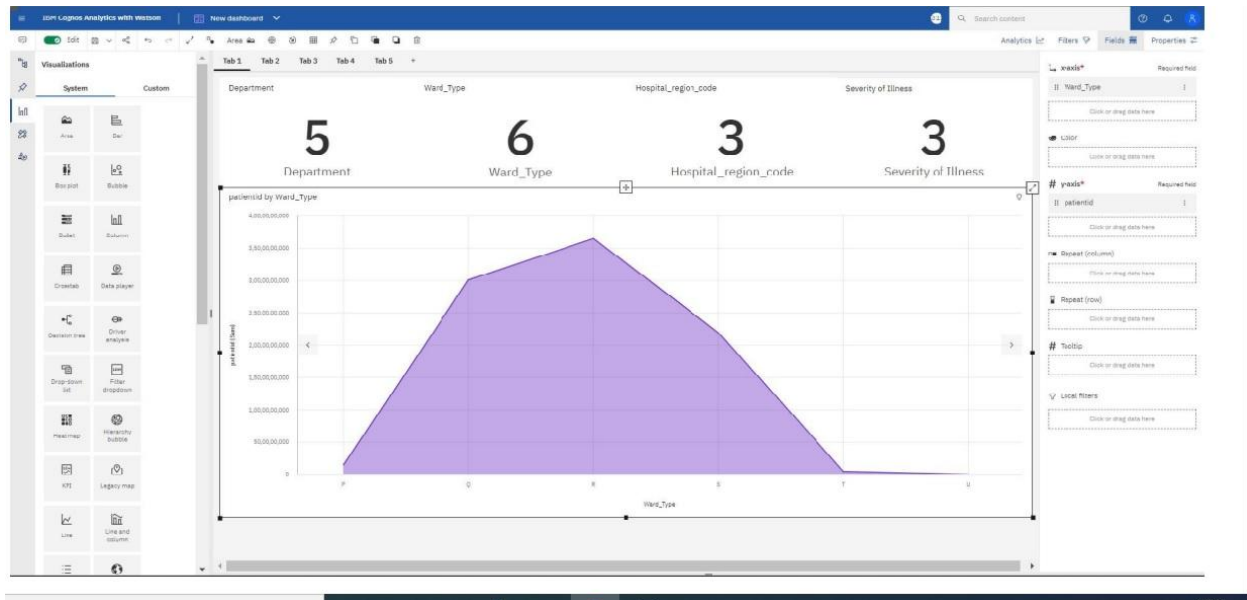 IBM Cognos Analytics with Watson
New dashboard
Search content
Edit
Area
Analytics
Filters
Fields
Properties
Visualizations
System
Custom
Area
Bar
Box plot
Bubble
Bullet
Column
Crosstab
Data player
Decision tree
Driver
analysis
Drop-down
list
Filter
dropdown
Heatmap
Hierarchy
bubble
KPI
Legacy map
Line
Line and
column
Tab 1
Tab 2
Tab 3
Tab 4
Tab 5
+
Department
Ward_Type
Hospital_region_code
Severity of Illness
5
6
3
3
Department
Ward_Type
Hospital_region_code
Severity of Illness
patientid by Ward_Type
4,00,00,00,000
3,50,00,00,000
3,00,00,00,000
2,50,00,00,000
2,00,00,00,000
1,50,00,00,000
1,00,00,00,000
50,00,00,000
0
patientid (Sum)
P
Q
R
S
T
U
Ward_Type
x-axis*
Required field
Ward_Type
Click or drag data here
Color
Click or drag data here
# y-axis*
Required field
patientid
Click or drag data here
Repeat (column)
Click or drag data here
Repeat (row)
Click or drag data here
# Tooltip
Click or drag data here
Local filters
Click or drag data here